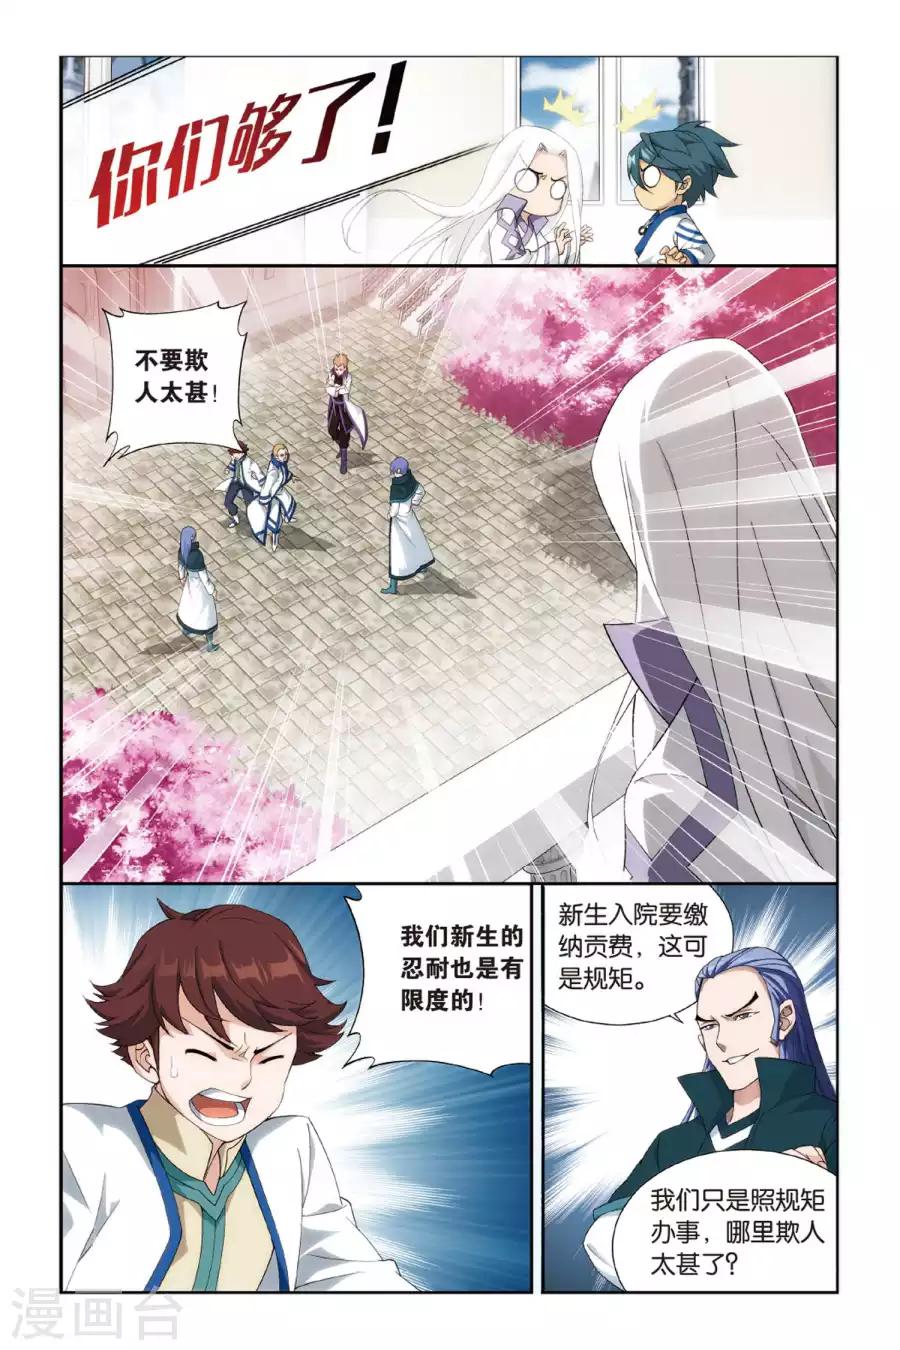 你们够了！
不要欺
人太甚！
我们新生的
忍耐也是有
限度的！
新生入院要缴
纳贡费，这可
是规矩。
我们只是照规矩
办事，哪里欺人
太甚了？
漫画台